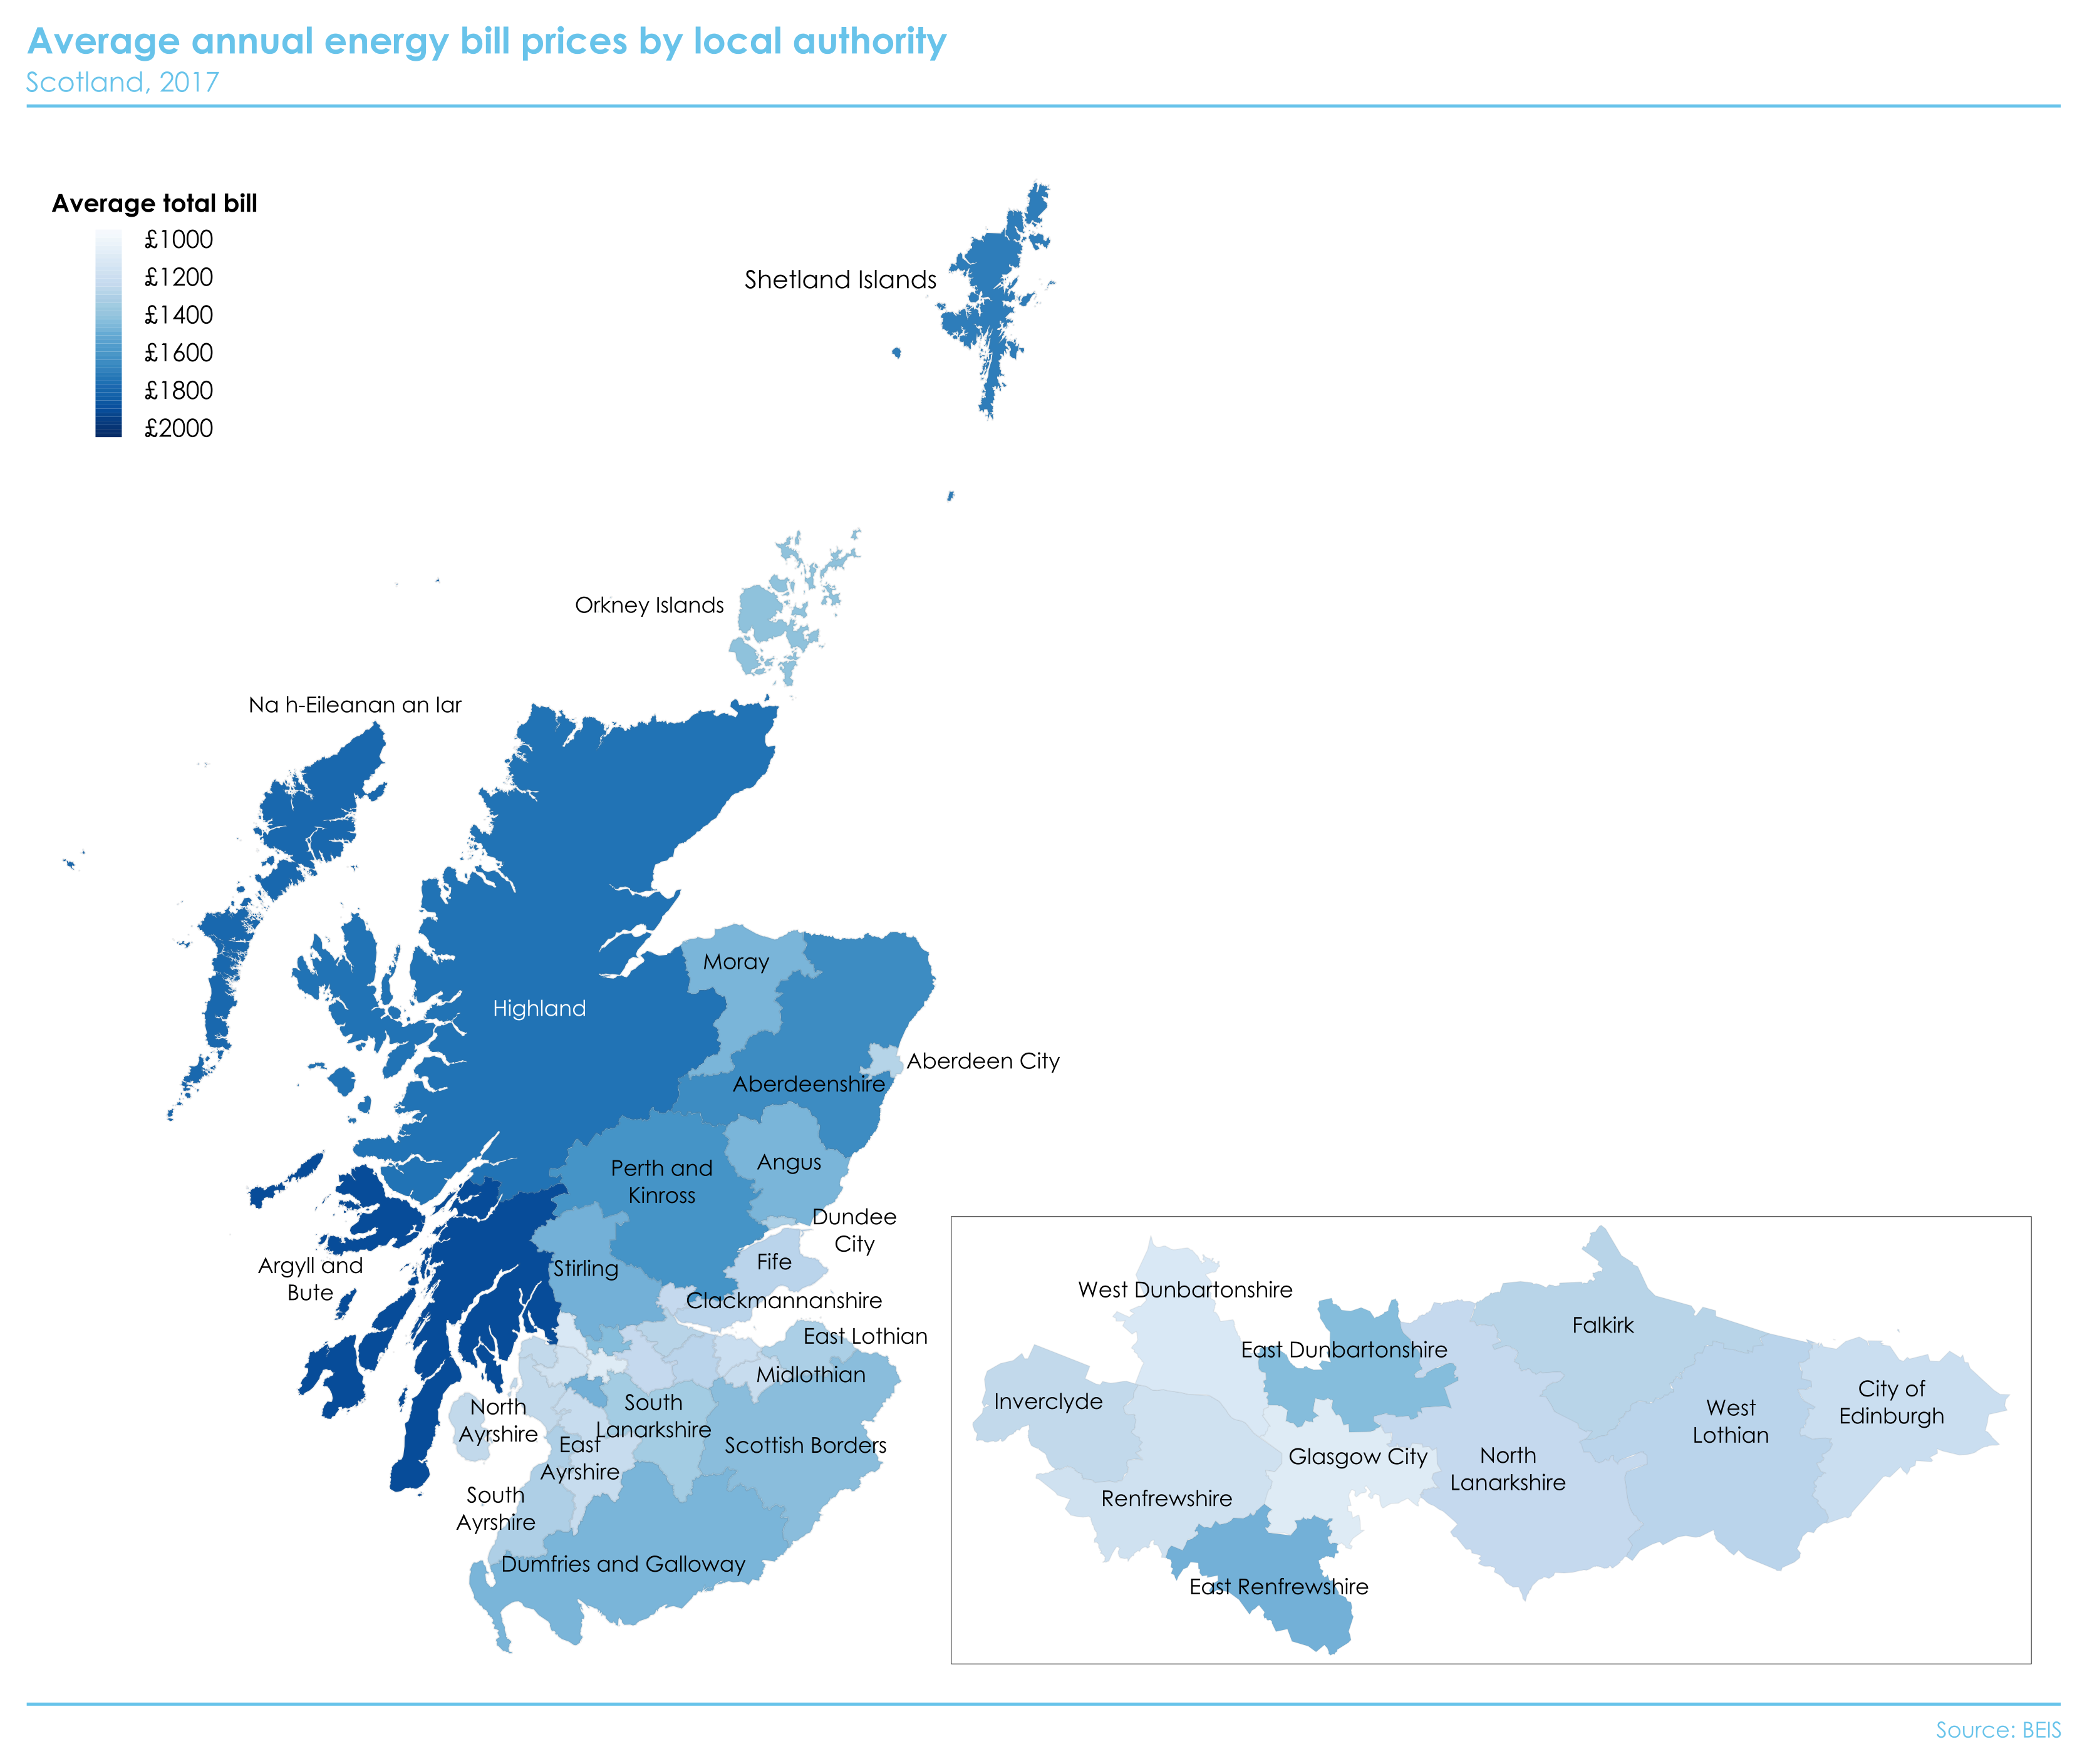 Average annual energy bill prices by local authority
Scotland, 2017
Average total bill
£1000
£1200
£1400
£1600
£1800
£2000
Shetland Islands
Orkney Islands
Na h-Eileanan an Iar
Moray
Highland
Aberdeen City
Aberdeenshire
Perth and
Kinross
Angus
Dundee
City
Argyll and
Bute
Stirling
Fife
Clackmannanshire
East Lothian
Midlothian
North
Ayrshire
South
Lanarkshire
East
Ayrshire
Scottish Borders
South
Ayrshire
Dumfries and Galloway
West Dunbartonshire
East Dunbartonshire
Falkirk
Inverclyde
City of
Edinburgh
West
Lothian
Glasgow City
North
Lanarkshire
Renfrewshire
East Renfrewshire
Source: BEIS